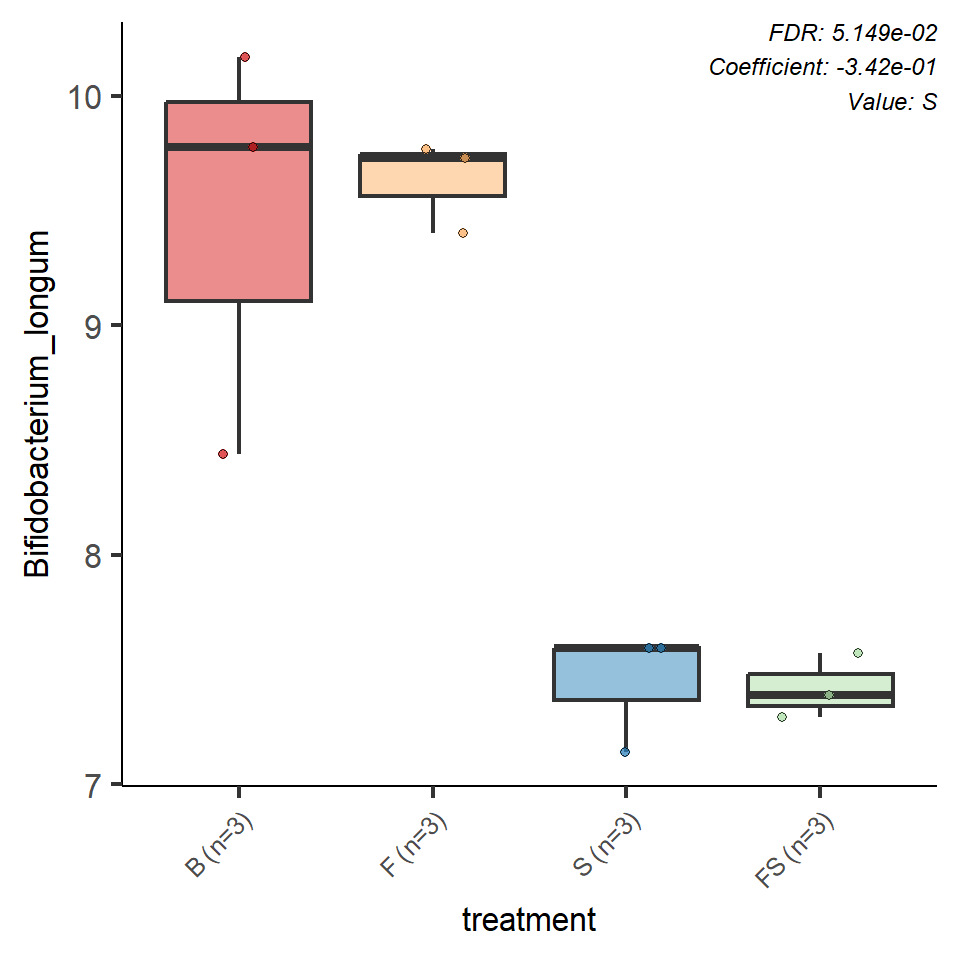 FDR: 5.149e-02
Coefficient: -3.42e-01
Value: S
Bifidobacterium_longum
10
9
8
7
B (n=3)
F (n=3)
S (n=3)
FS (n=3)
treatment